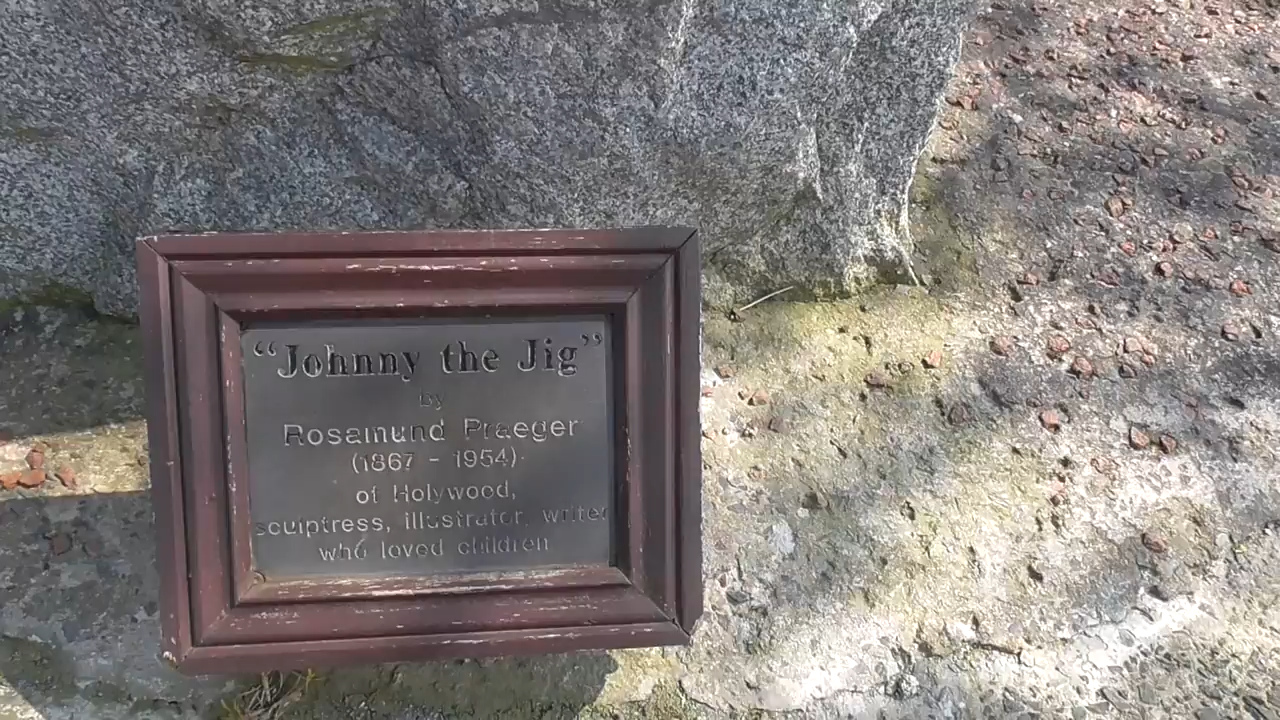 “Johnny the Jig”
by
Rosamund Praeger
(1867 - 1954)
of Holywood,
sculptress, illustrator, writer
who loved children